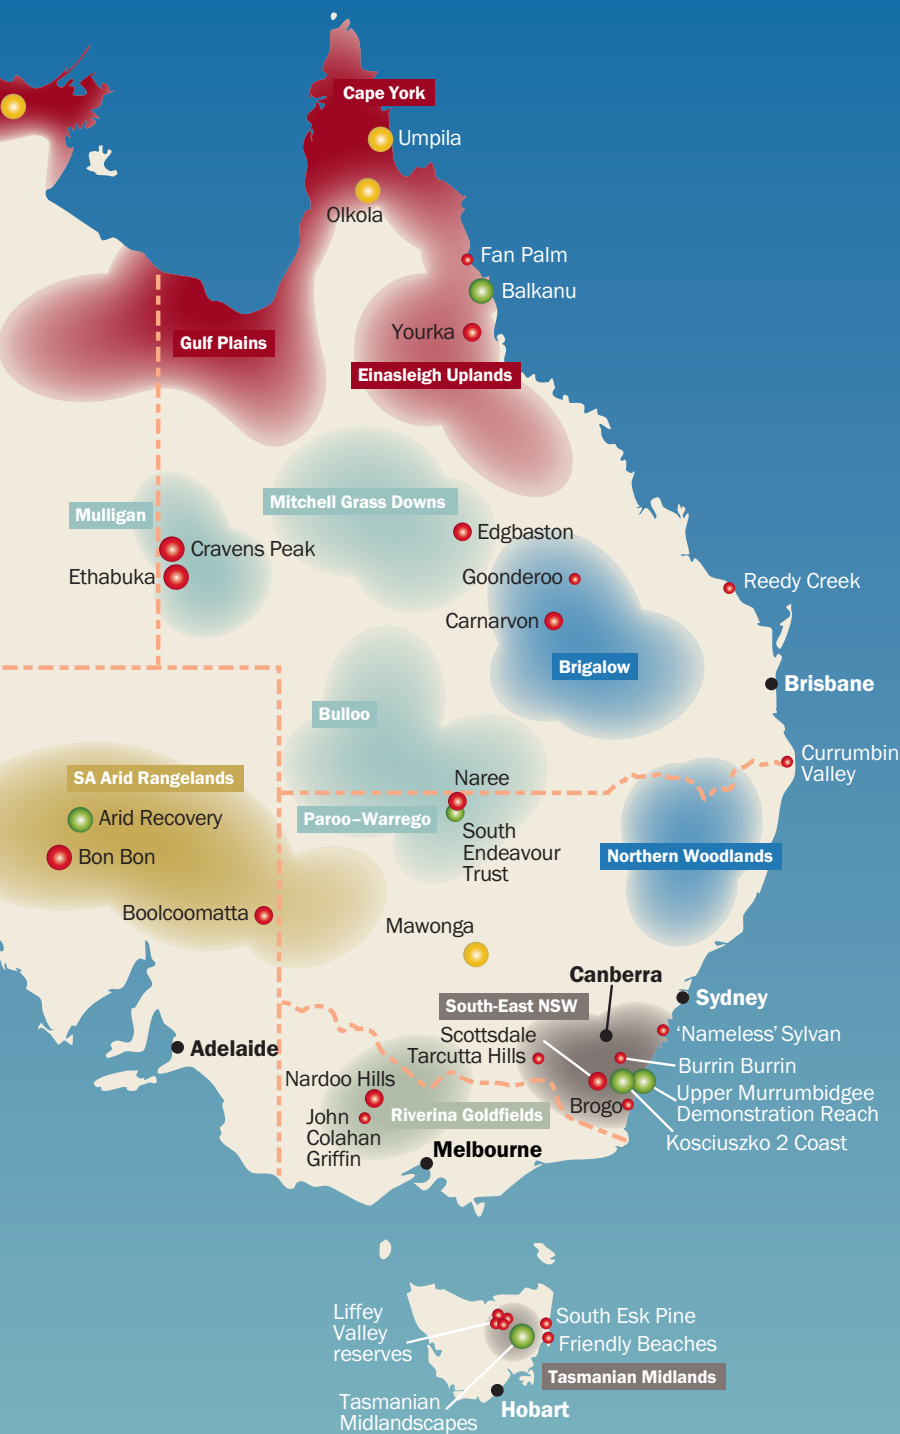 Cape York
Umpila
Olkola
Fan Palm
Balkanu
Yourka
Gulf Plains
Einasleigh Uplands
Mitchell Grass Downs
Mulligan
Edgbaston
Cravens Peak
Ethabuka
Goonderoo
Reedy Creek
Carnarvon
Brigalow
Brisbane
Bulloo
Currumbin
Valley
SA Arid Rangelands
Naree
Arid Recovery
Paroo–Warrego
South
Endeavour
Trust
Bon Bon
Northern Woodlands
Boolcoomatta
Mawonga
Canberra
South-East NSW
Sydney
Scottsdale
‘Nameless’ Sylvan
Adelaide
Tarcutta Hills
Burrin Burrin
Nardoo Hills
Upper Murrumbidgee
Demonstration Reach
Brogo
John
Colahan
Griffin
Riverina Goldfields
Kosciuszko 2 Coast
Melbourne
Liffey
Valley
reserves
South Esk Pine
Friendly Beaches
Tasmanian Midlands
Tasmanian
Midlandscapes
Hobart